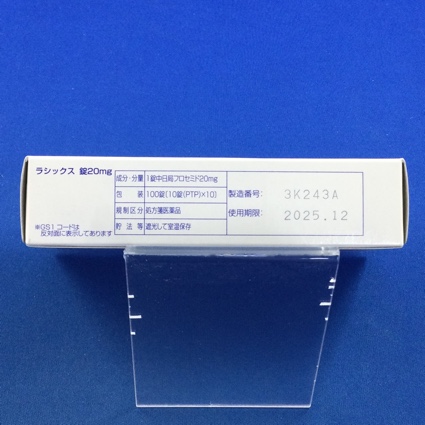 ラシックス 錠20mg
成分・分量 1錠中日局フロセミド20mg
包 装 100錠(10錠(PTP)×10)
規制区分 処方箋医薬品
貯 法 等 遮光して室温保存
製造番号: 3K243A
使用期限: 2025.12
※GS1コードは
反対面に表示してあります